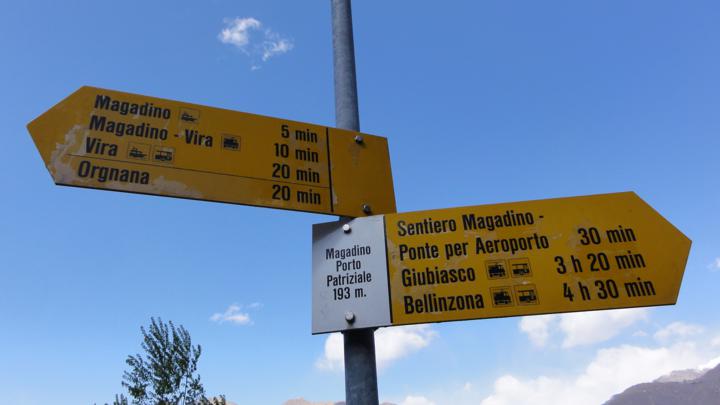 Magadino 5 min
Magadino - Vira 10 min
Vira 20 min
Orgnana 20 min
Magadino
Porto
Patriziale
193 m.
Sentiero Magadino -
Ponte per Aeroporto 30 min
Giubiasco 3 h 20 min
Bellinzona 4 h 30 min